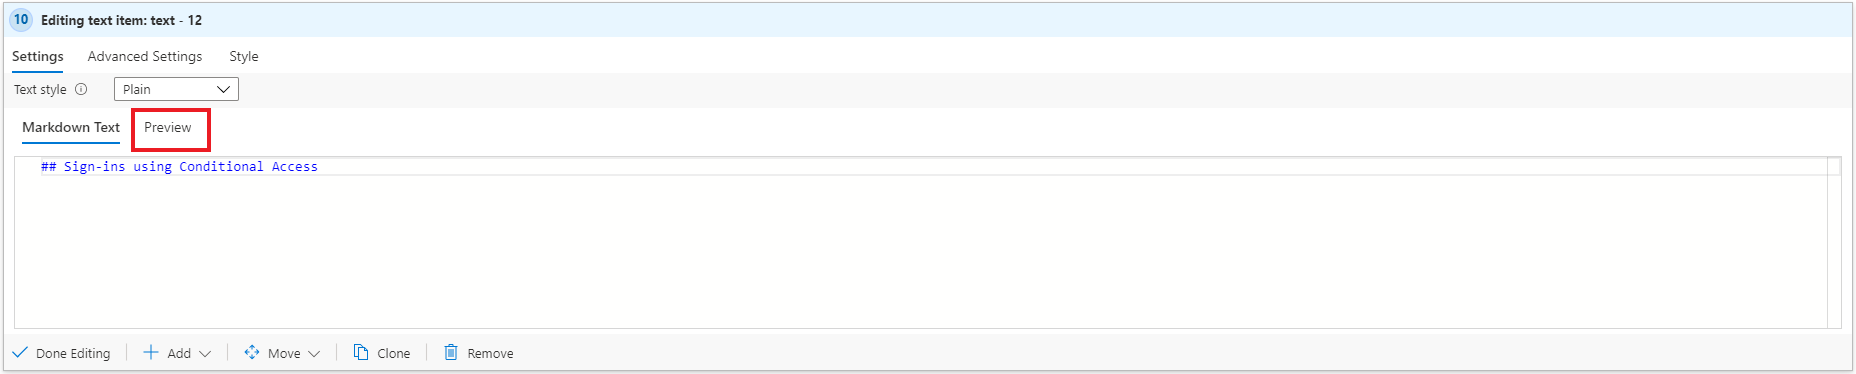 10 Editing text item: text - 12
Settings Advanced Settings Style
Text style Plain
Markdown Text Preview
## Sign-ins using Conditional Access
Done Editing Add Move Clone Remove